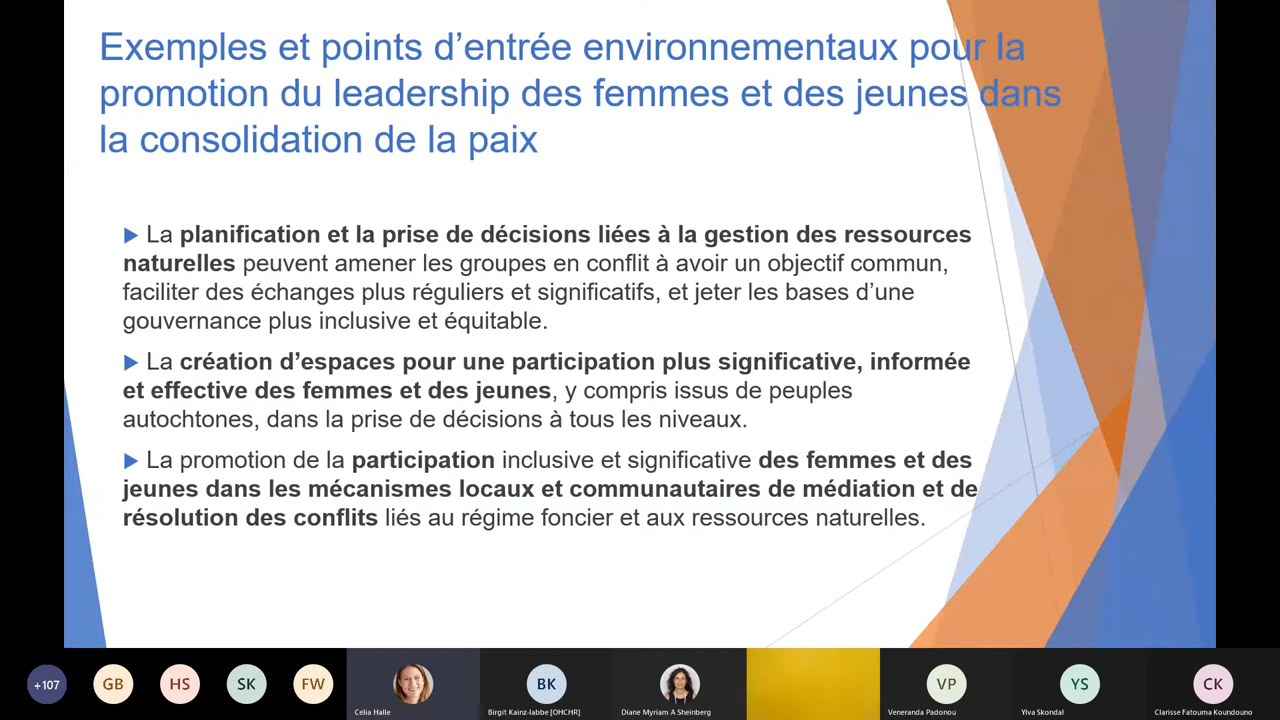 Exemples et points d’entrée environnementaux pour la
promotion du leadership des femmes et des jeunes dans
la consolidation de la paix
La planification et la prise de décisions liées à la gestion des ressources
naturelles peuvent amener les groupes en conflit à avoir un objectif commun,
faciliter des échanges plus réguliers et significatifs, et jeter les bases d’une
gouvernance plus inclusive et équitable.
La création d’espaces pour une participation plus significative, informée
et effective des femmes et des jeunes, y compris issus de peuples
autochtones, dans la prise de décisions à tous les niveaux.
La promotion de la participation inclusive et significative des femmes et des
jeunes dans les mécanismes locaux et communautaires de médiation et de
résolution des conflits liés au régime foncier et aux ressources naturelles.
+107
GB
HS
SK
FW
Celia Halle
BK
Birgit Kainz-labbe [OHCHR]
Diane Myriam A Sheinberg
VP
Veneranda Padonou
YS
Ylva Skondal
CK
Clarisse Fatouma Koundouno